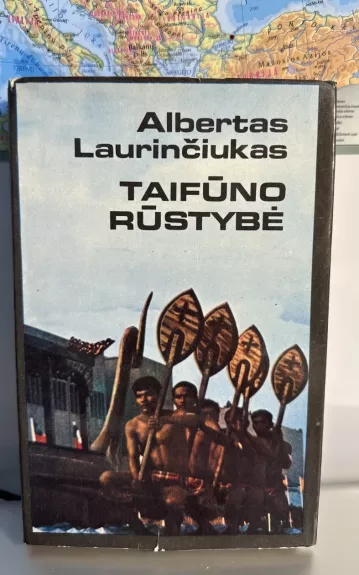 Albertas
Laurinčiukas
TAIFŪNO
RŪSTYBĖ